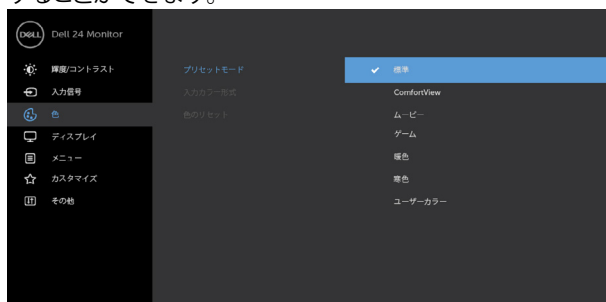 することができます。
DELL
Dell 24 Monitor
輝度/コントラスト
プリセットモード
✓ 標準
入力信号
入力カラー形式
ComfortView
色
色のリセット
ムービー
ディスプレイ
ゲーム
メニュー
暖色
カスタマイズ
寒色
その他
ユーザーカラー